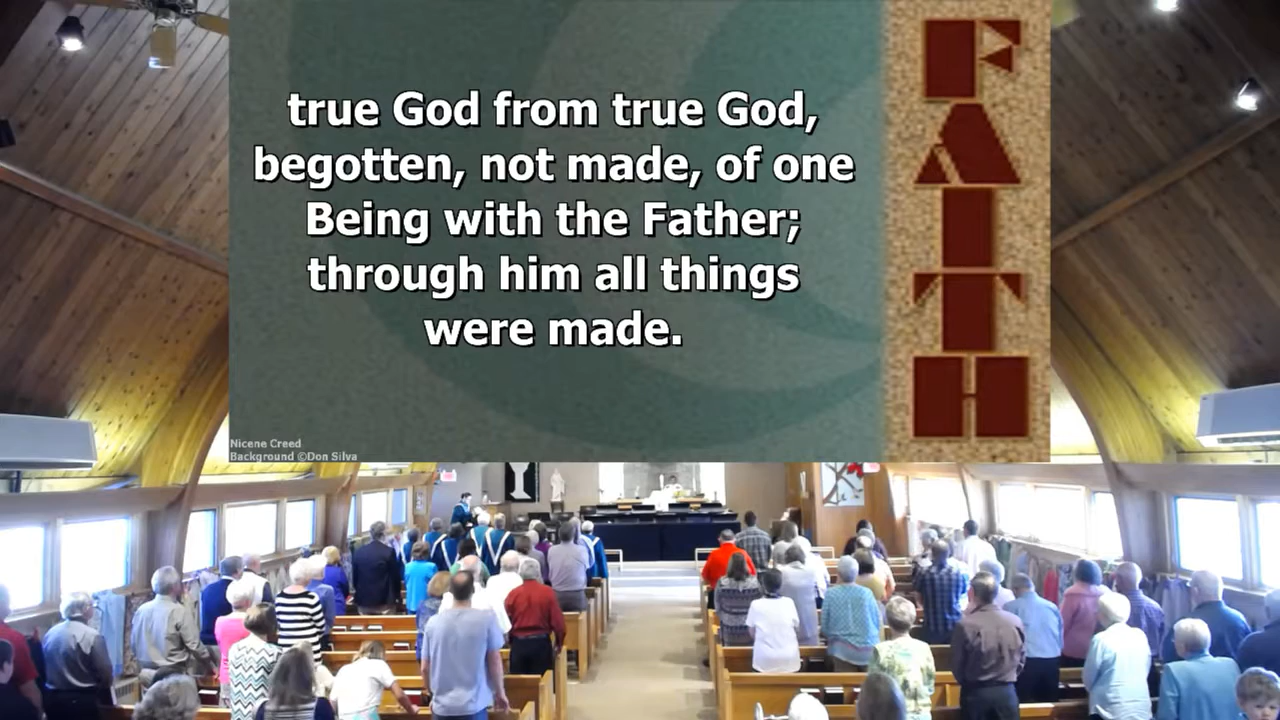 true God from true God,
begotten, not made, of one
Being with the Father;
through him all things
were made.
FAITH
Nicene Creed
Background ©Don Silva